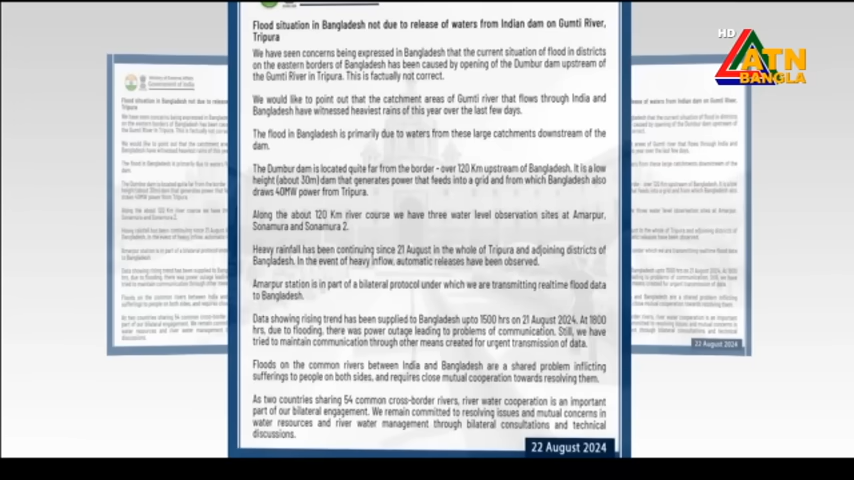 Flood situation in Bangladesh not due to release of waters from Indian dam on Gumti River,
Tripura
We have seen concerns being expressed in Bangladesh that the current situation of flood in districts
on the eastern borders of Bangladesh has been caused by opening of the Dumbur dam upstream of
the Gumti River in Tripura. This is factually not correct.
We would like to point out that the catchment areas of Gumti river that flows through India and
Bangladesh have witnessed heaviest rains of this year over the last few days.
The flood in Bangladesh is primarily due to waters from these large catchments downstream of the
dam.
The Dumbur dam is located quite far from the border - over 120 Km upstream of Bangladesh. It is a low
height (about 30m) dam that generates power that feeds into a grid and from which Bangladesh also
draws 40MW power from Tripura.
Along the about 120 Km river course we have three water level observation sites at Amarpur,
Sonamura and Sonamura 2.
Heavy rainfall has been continuing since 21 August in the whole of Tripura and adjoining districts of
Bangladesh. In the event of heavy inflow, automatic releases have been observed.
Amarpur station is in part of a bilateral protocol under which we are transmitting realtime flood data
to Bangladesh.
Data showing rising trend has been supplied to Bangladesh upto 1500 hrs on 21 August 2024. At 1800
hrs, due to flooding, there was power outage leading to problems of communication. Still, we have
tried to maintain communication through other means created for urgent transmission of data.
Floods on the common rivers between India and Bangladesh are a shared problem inflicting
sufferings to people on both sides, and requires close mutual cooperation towards resolving them.
As two countries sharing 54 common cross-border rivers, river water cooperation is an important
part of our bilateral engagement. We remain committed to resolving issues and mutual concerns in
water resources and river water management through bilateral consultations and technical
discussions.
22 August 2024
HD
ATN
BANGLA
Ministry of External Affairs
Government of India
22 August 2024